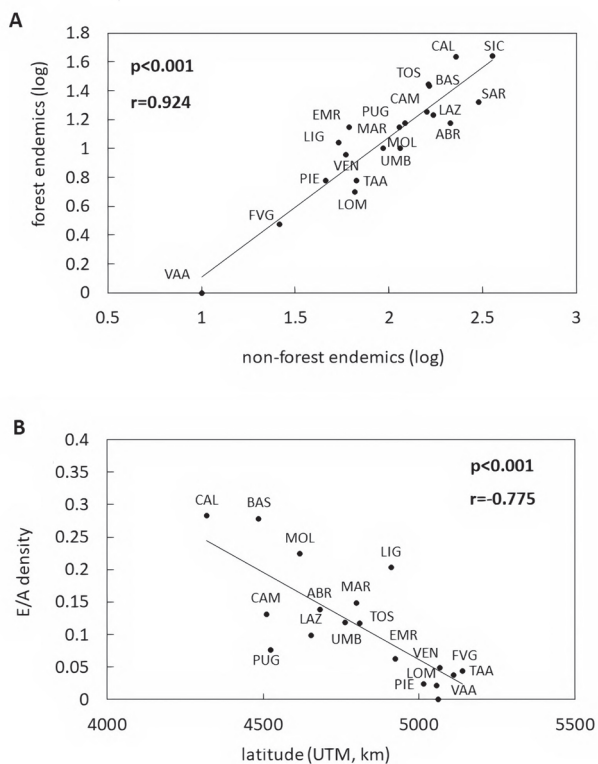 A
p<0.001
r=0.924
forest endemics (log)
1.8
1.6
1.4
1.2
1
0.8
0.6
0.4
0.2
0
CAL
SIC
TOS
BAS
SAR
CAM
LAZ
PUG
EMR
MAR
ABR
LIG
MOL
VEN
UMB
PIE
TAA
LOM
FVG
VAA
0.5
1
1.5
2
2.5
3
non-forest endemics (log)
B
p<0.001
r=-0.775
E/A density
0.4
0.35
0.3
0.25
0.2
0.15
0.1
0.05
0
CAL
BAS
MOL
LIG
CAM
ABR
MAR
LAZ
TOS
UMB
EMR
PUG
VEN
FVG
LOM
TAA
PIE
VAA
4000
4500
5000
5500
latitude (UTM, km)